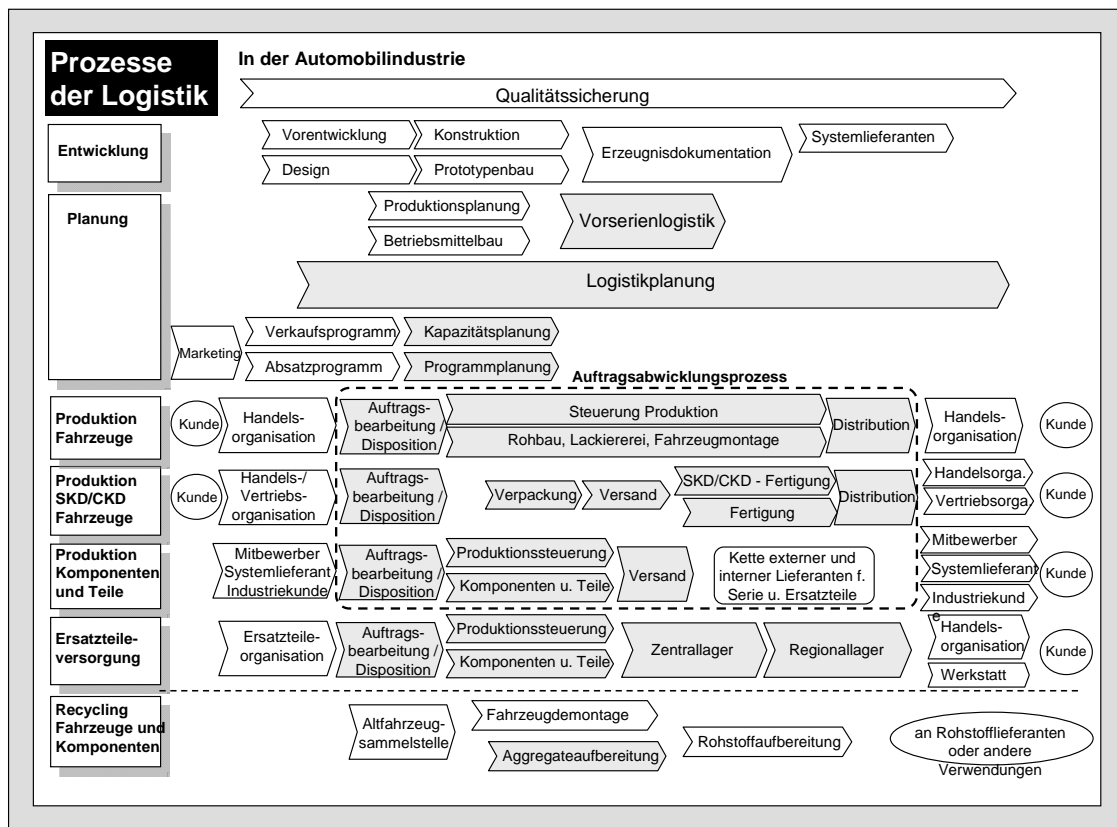 Prozesse
der Logistik
In der Automobilindustrie
Qualitätssicherung
Entwicklung
Vorentwicklung
Konstruktion
Design
Prototypenbau
Erzeugnisdokumentation
Systemlieferanten
Planung
Produktionsplanung
Betriebsmittelbau
Vorserienlogistik
Logistikplanung
Marketing
Verkaufsprogramm
Kapazitätsplanung
Absatzprogramm
Programmplanung
Auftragsabwicklungsprozess
Produktion
Fahrzeuge
Kunde
Handels-
organisation
Auftrags-
bearbeitung /
Disposition
Steuerung Produktion
Rohbau, Lackiererei, Fahrzeugmontage
Distribution
Handels-
organisation
Kunde
Produktion
SKD/CKD
Fahrzeuge
Kunde
Handels-/
Vertriebs-
organisation
Auftrags-
bearbeitung /
Disposition
Verpackung
Versand
SKD/CKD - Fertigung
Fertigung
Distribution
Handelsorga.
Vertriebsorga.
Kunde
Produktion
Komponenten
und Teile
Mitbewerber
Systemlieferant
Industriekunde
Auftrags-
bearbeitung /
Disposition
Produktionssteuerung
Komponenten u. Teile
Versand
Kette externer und
interner Lieferanten f.
Serie u. Ersatzteile
Mitbewerber
Systemlieferant
Industriekund
e
Kunde
Ersatzteile-
versorgung
Ersatzteile-
organisation
Auftrags-
bearbeitung /
Disposition
Produktionssteuerung
Komponenten u. Teile
Zentrallager
Regionallager
Handels-
organisation
Werkstatt
Kunde
Recycling
Fahrzeuge und
Komponenten
Altfahrzeug-
sammelstelle
Fahrzeugdemontage
Aggregateaufbereitung
Rohstoffaufbereitung
an Rohstofflieferanten
oder andere
Verwendungen